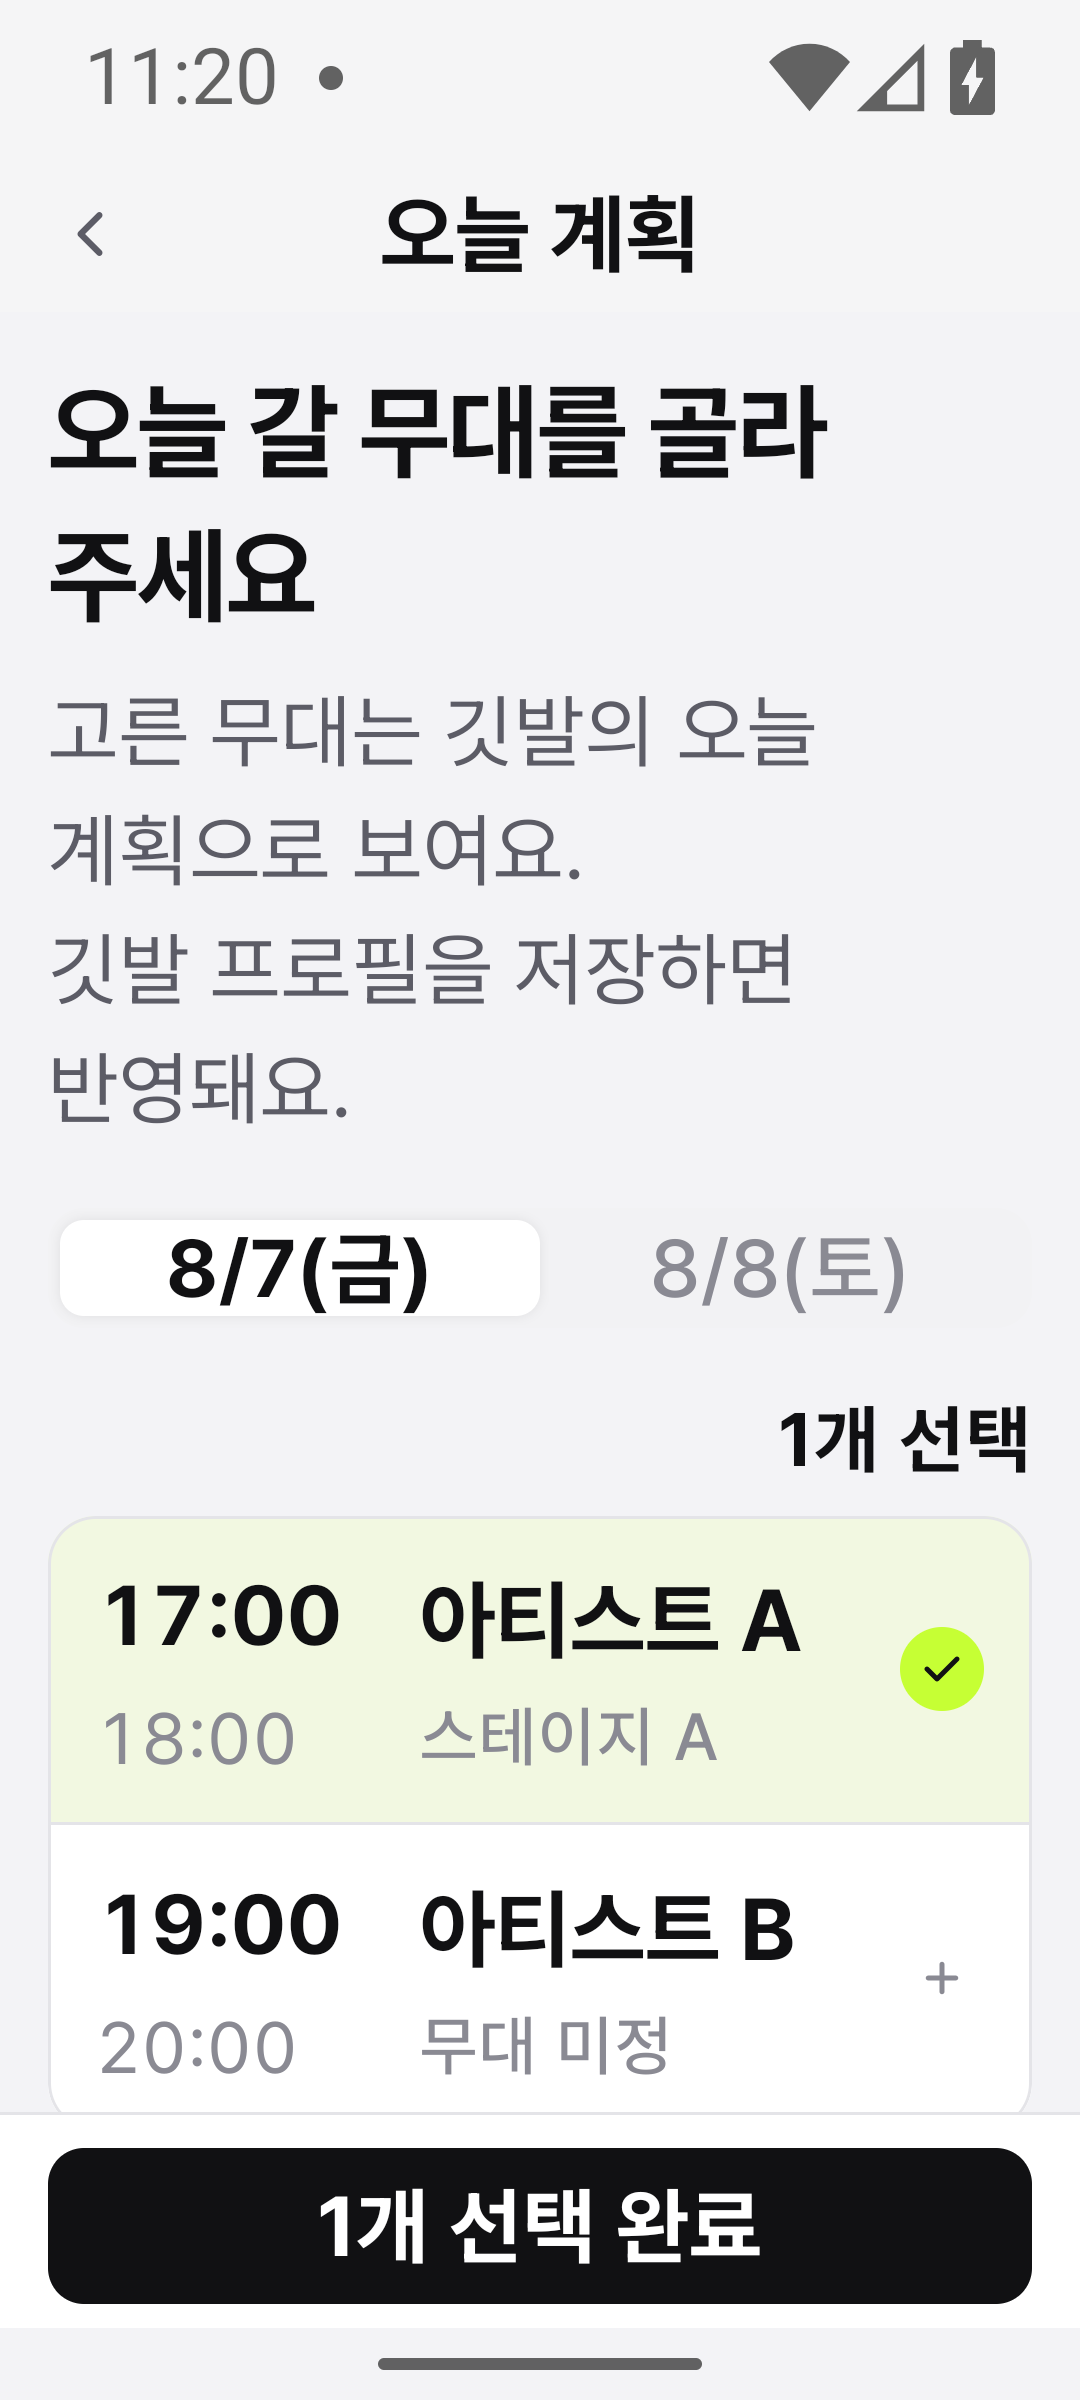 11:20
오늘 계획
오늘 갈 무대를 골라
주세요
고른 무대는 깃발의 오늘
계획으로 보여요.
깃발 프로필을 저장하면
반영돼요.
8/7(금) 8/8(토)
1개 선택
17:00 아티스트 A
18:00 스테이지 A
19:00 아티스트 B
20:00 무대 미정
1개 선택 완료